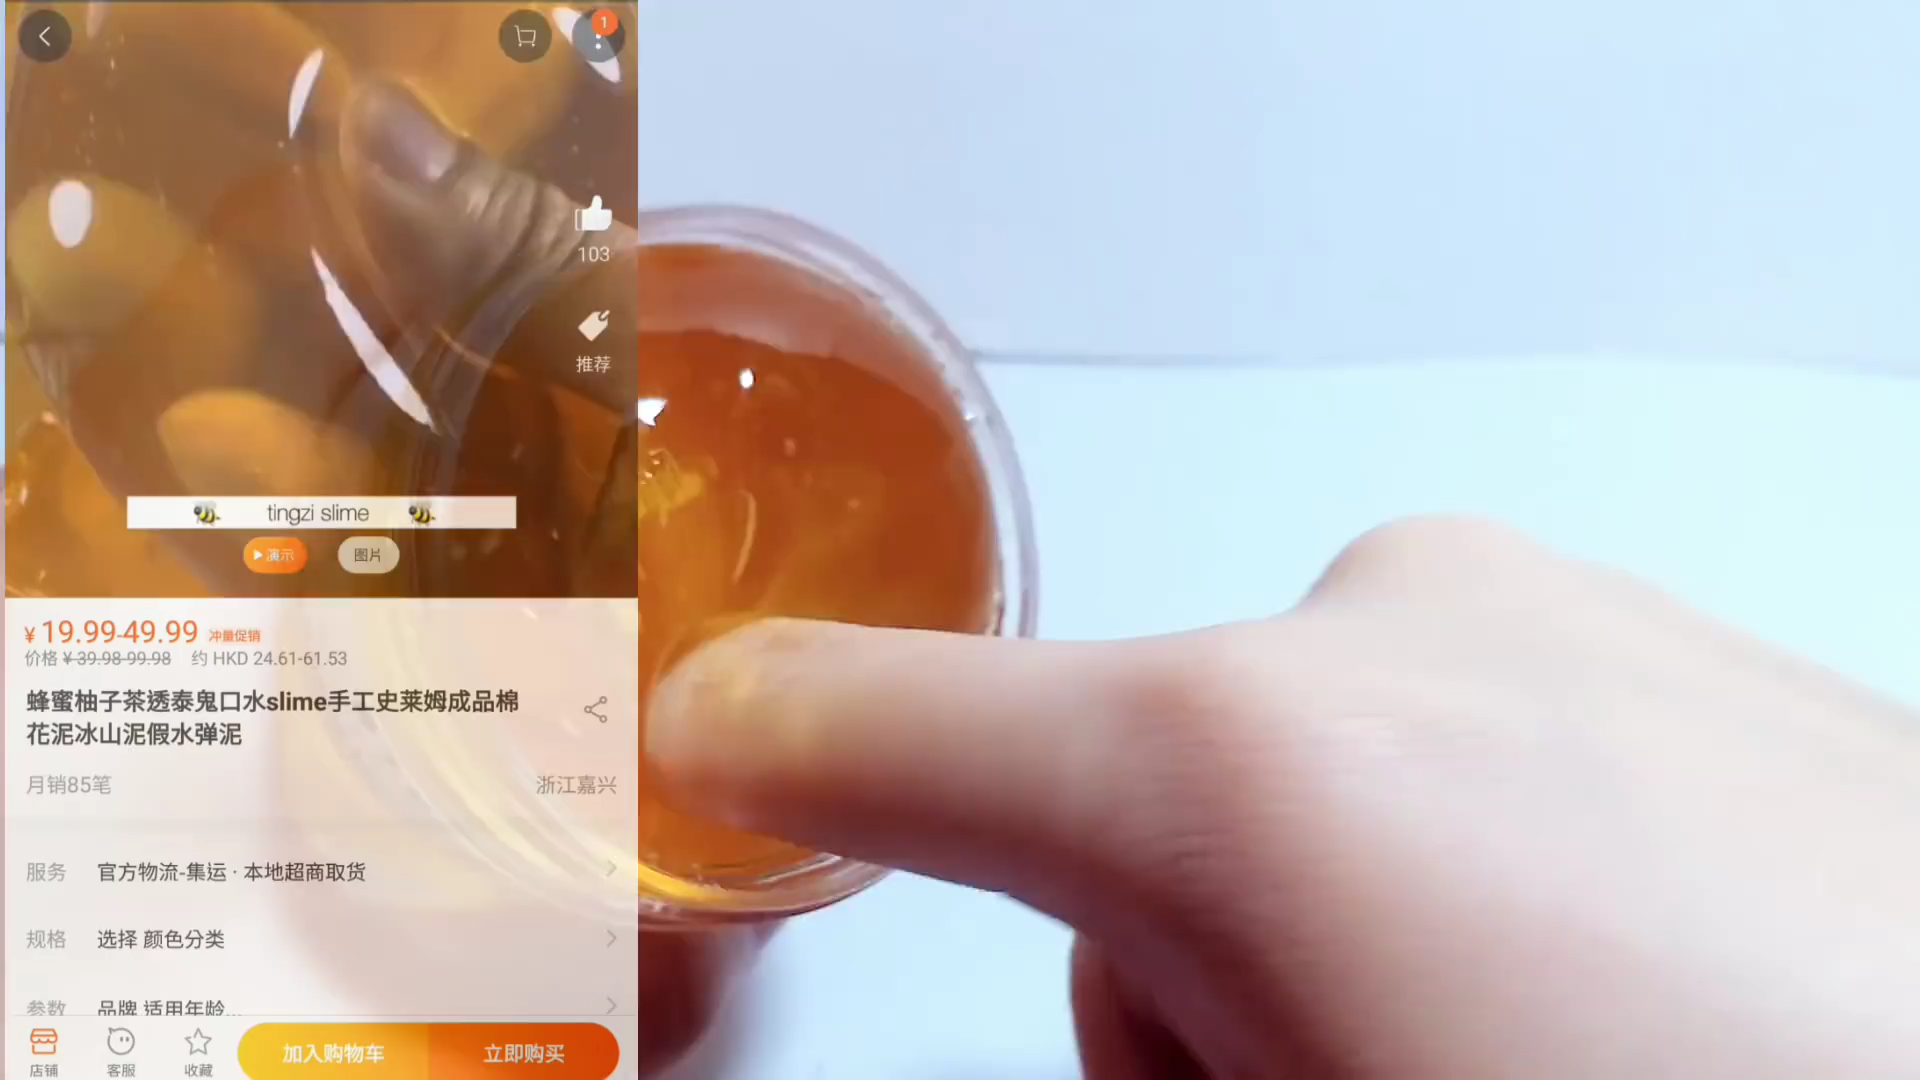 1
103
推荐
tingzi slime
演示
图片
¥19.99-49.99 冲量促销
价格 ¥39.98-99.98 约 HKD 24.61-61.53
蜂蜜柚子茶透泰鬼口水slime手工史莱姆成品棉
花泥冰山泥假水弹泥
月销85笔 浙江嘉兴
服务 官方物流-集运 · 本地超商取货
规格 选择 颜色分类
参数 品牌 适用年龄...
店铺 客服 收藏 加入购物车 立即购买